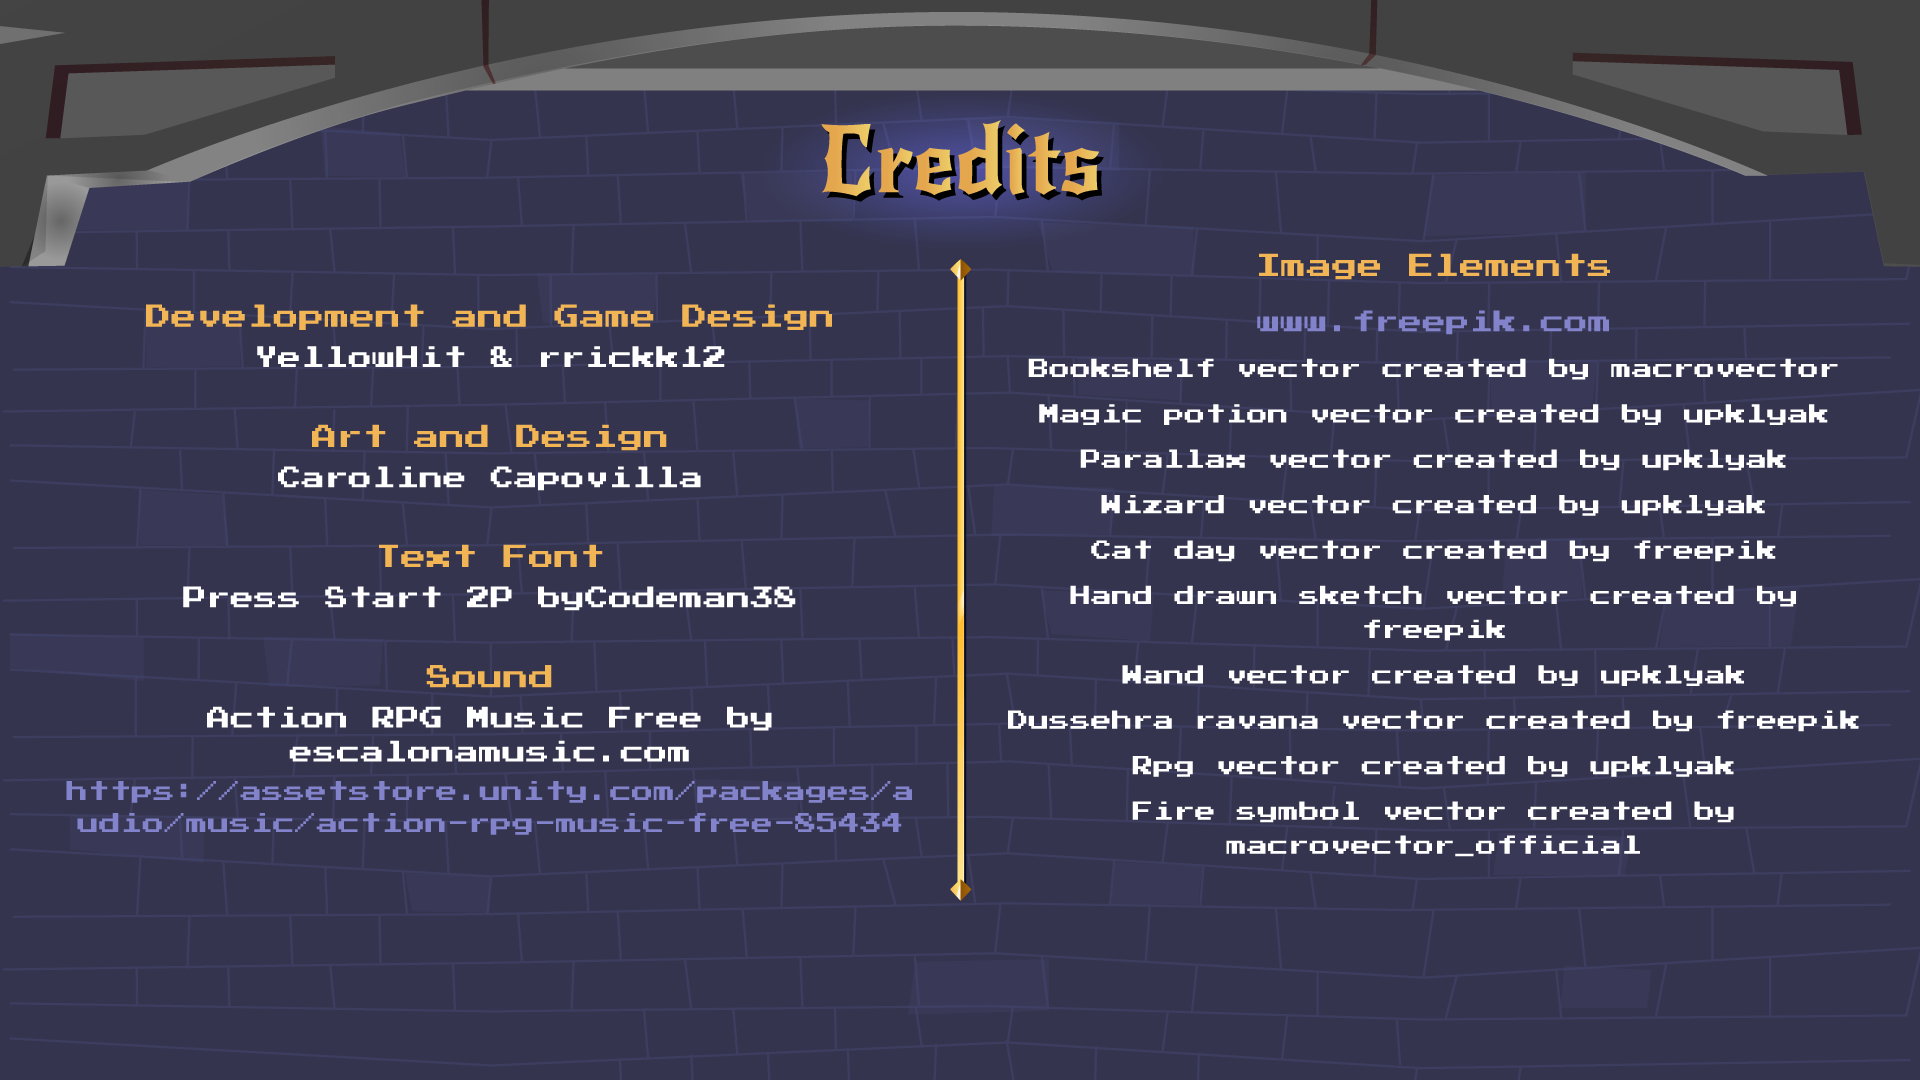 Credits
Development and Game Design
YellowHit & rrickk12
Art and Design
Caroline Capovilla
Text Font
Press Start 2P byCodeman38
Sound
Action RPG Music Free by
escalonamusic.com
https://assetstore.unity.com/packages/a
udio/music/action-rpg-music-free-85434
Image Elements
www.freepik.com
Bookshelf vector created by macrovector
Magic potion vector created by upklyak
Parallax vector created by upklyak
Wizard vector created by upklyak
Cat day vector created by freepik
Hand drawn sketch vector created by
freepik
Wand vector created by upklyak
Dussehra ravana vector created by freepik
Rpg vector created by upklyak
Fire symbol vector created by
macrovector_official